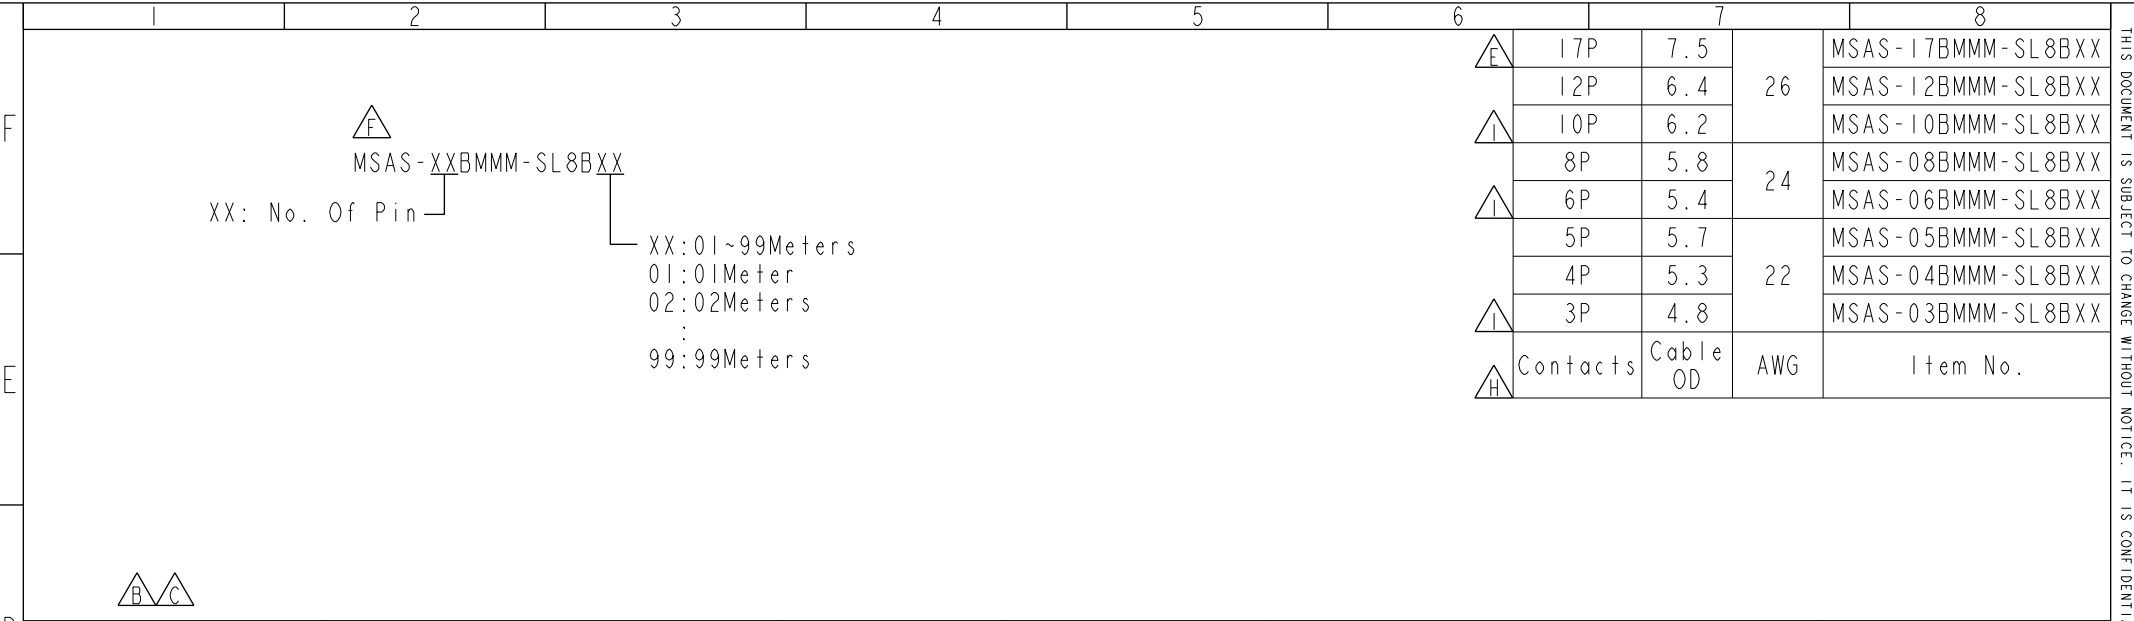 1 2 3 4 5 6 7 8
F
E
F
MSAS-XXBMMM-SL8BXX
XX: No. Of Pin
XX:01~99Meters
01:01Meter
02:02Meters
:
99:99Meters
B C
E 17P 7.5 26 MSAS-17BMMM-SL8BXX
12P 6.4 MSAS-12BMMM-SL8BXX
I 10P 6.2 MSAS-10BMMM-SL8BXX
8P 5.8 24 MSAS-08BMMM-SL8BXX
I 6P 5.4 MSAS-06BMMM-SL8BXX
5P 5.7 22 MSAS-05BMMM-SL8BXX
4P 5.3 MSAS-04BMMM-SL8BXX
I 3P 4.8 MSAS-03BMMM-SL8BXX
H Contacts Cable OD AWG Item No.
THIS DOCUMENT IS SUBJECT TO CHANGE WITHOUT NOTICE. IT IS CONFIDENTI